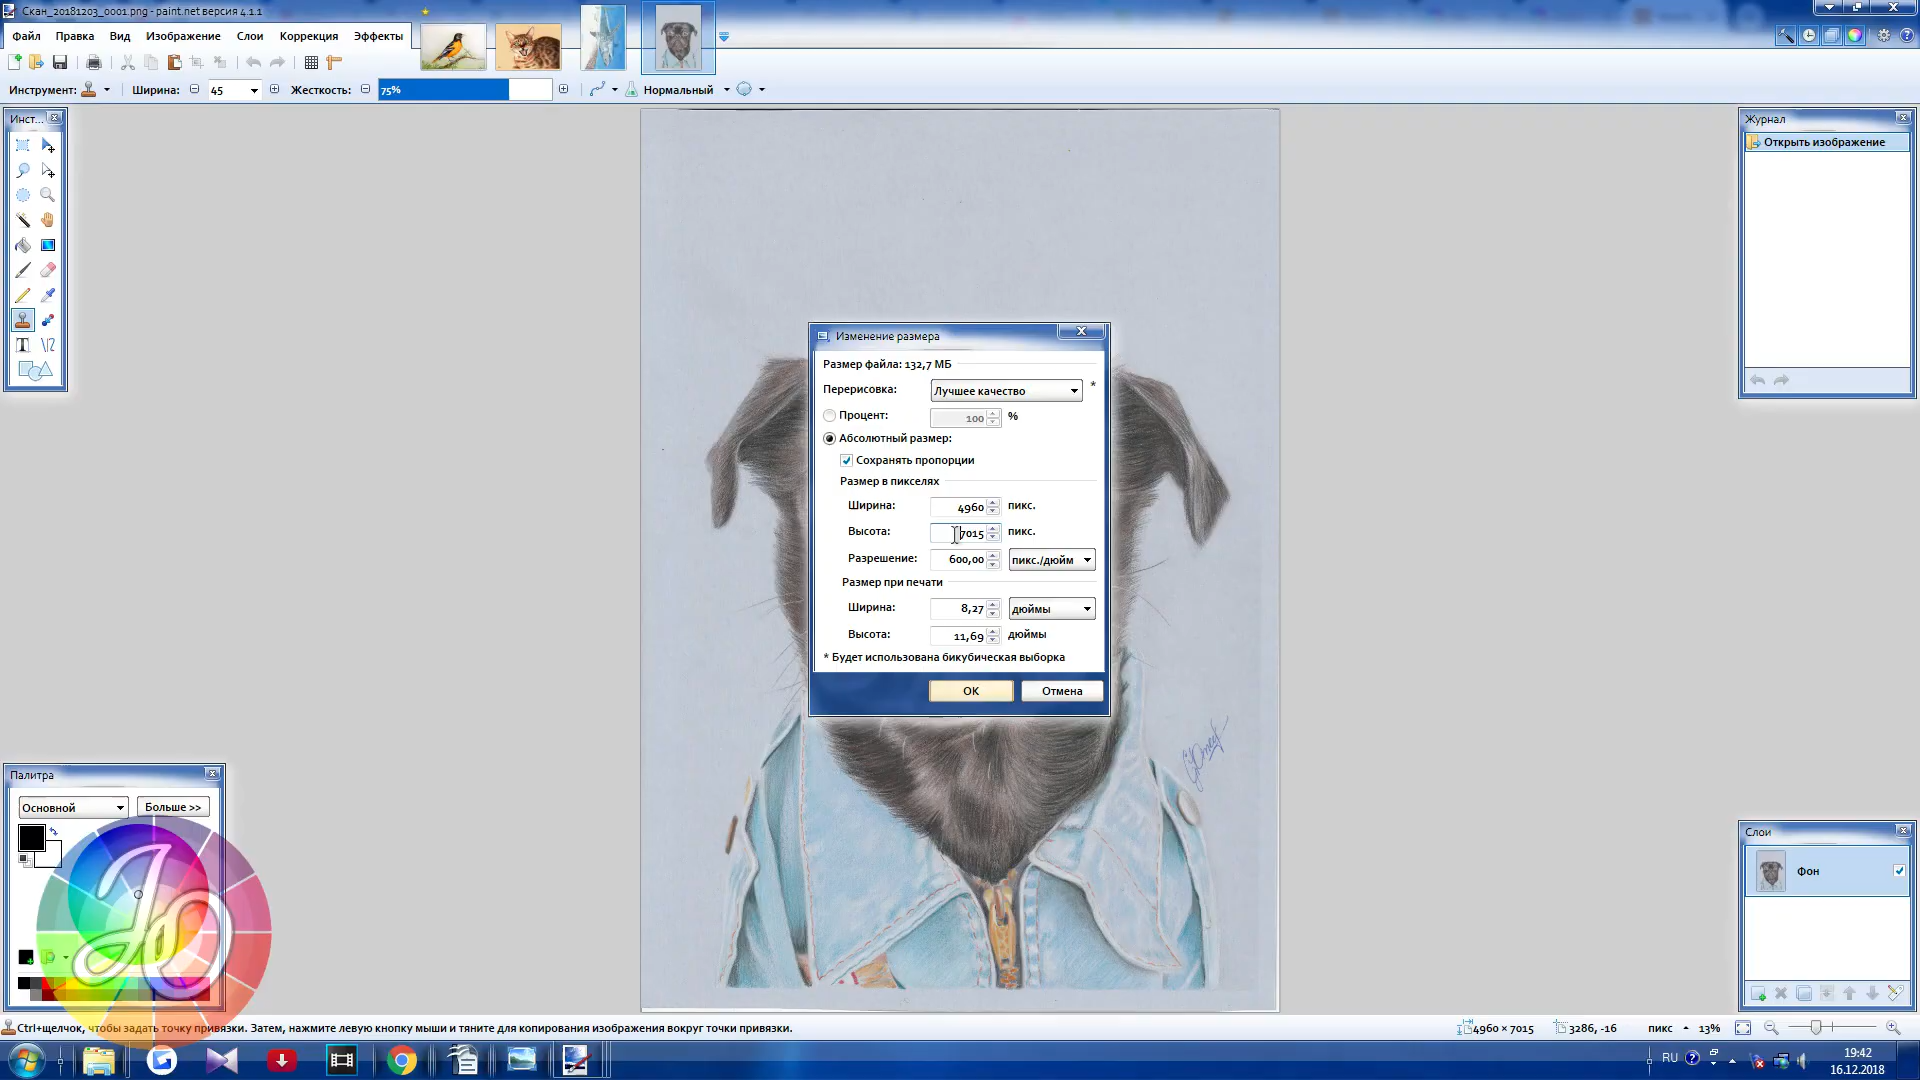 Скан_20181203_0001.png - paint.net версия 4.1.1
Файл Правка Вид Изображение Слои Коррекция Эффекты
Инструмент: Ширина: 45 Жесткость: 75% Нормальный
Инст...
Журнал
Открыть изображение
Изменение размера
Размер файла: 132,7 МБ
Перерисовка: Лучшее качество *
Процент: 100 %
Абсолютный размер:
Сохранять пропорции
Размер в пикселях
Ширина: 4960 пикс.
Высота: 7015 пикс.
Разрешение: 600,00 пикс./дюйм
Размер при печати
Ширина: 8,27 дюймы
Высота: 11,69 дюймы
* Будет использована бикубическая выборка
OK Отмена
Палитра
Основной Больше >>
Слои
Фон
Ctrl+щелчок, чтобы задать точку привязки. Затем, нажмите левую кнопку мыши и тяните для копирования изображения вокруг точки привязки.
4960 × 7015 3286, -16 пикс 13%
RU 19:42
16.12.2018